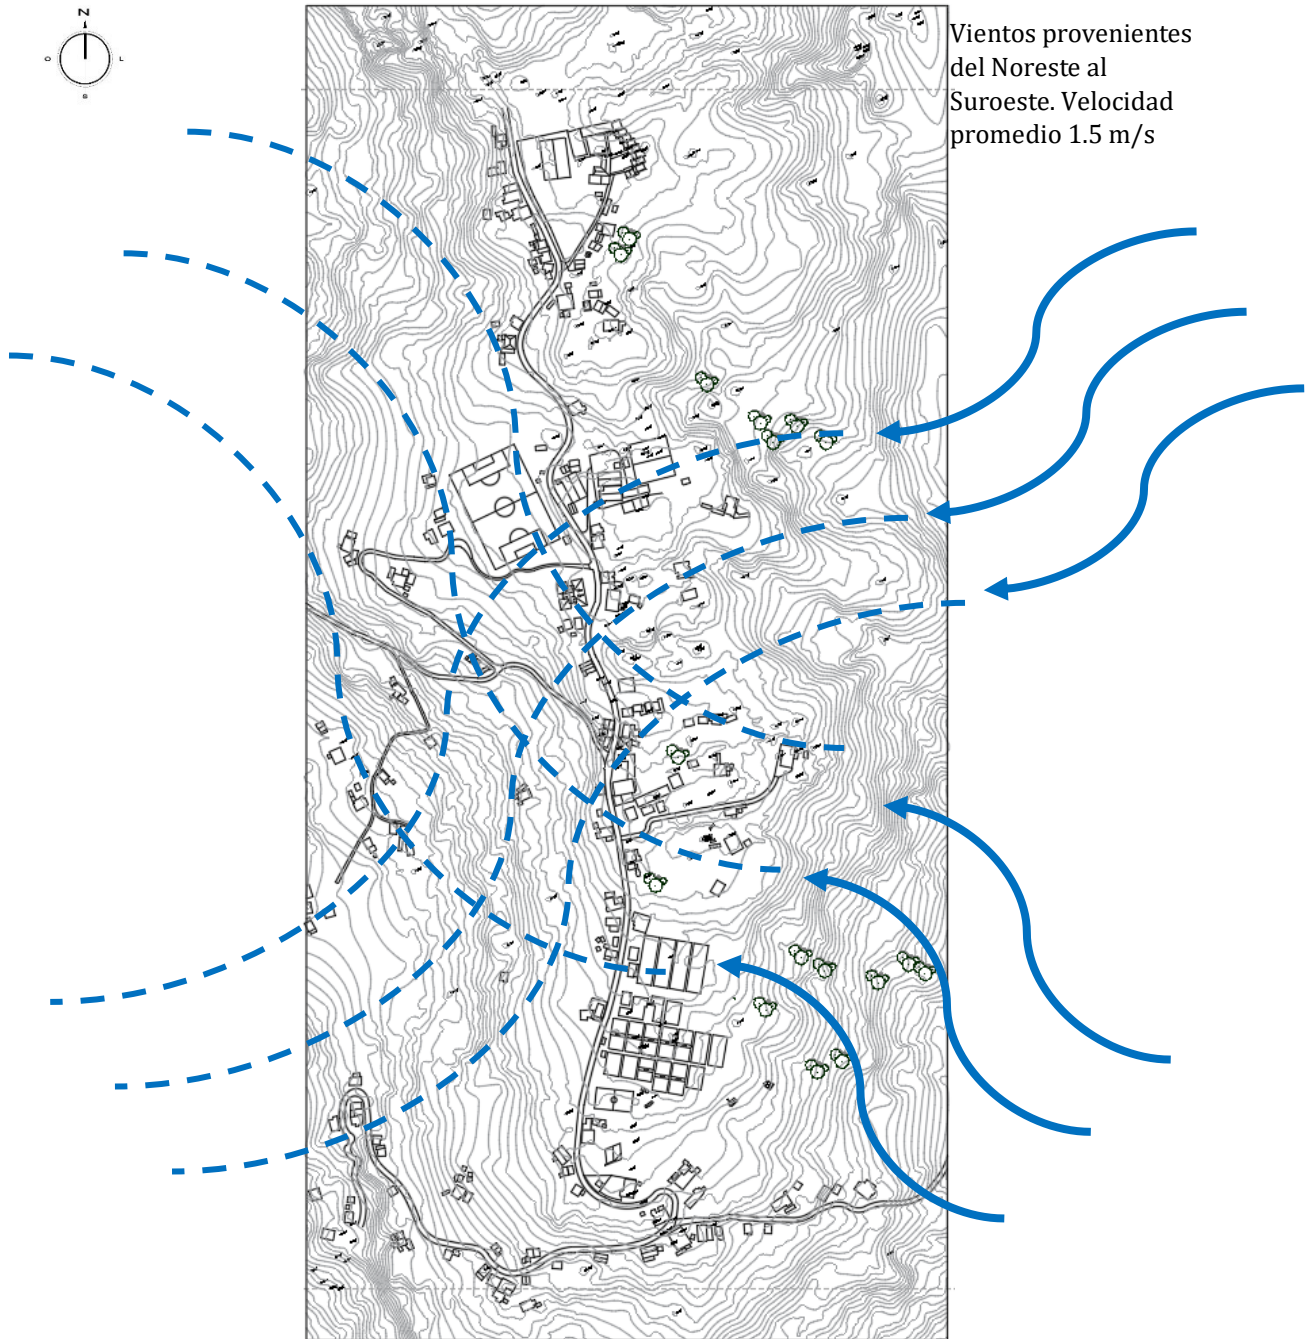 N
Vientos provenientes
del Noreste al
Suroeste. Velocidad
promedio 1.5 m/s
O L
S